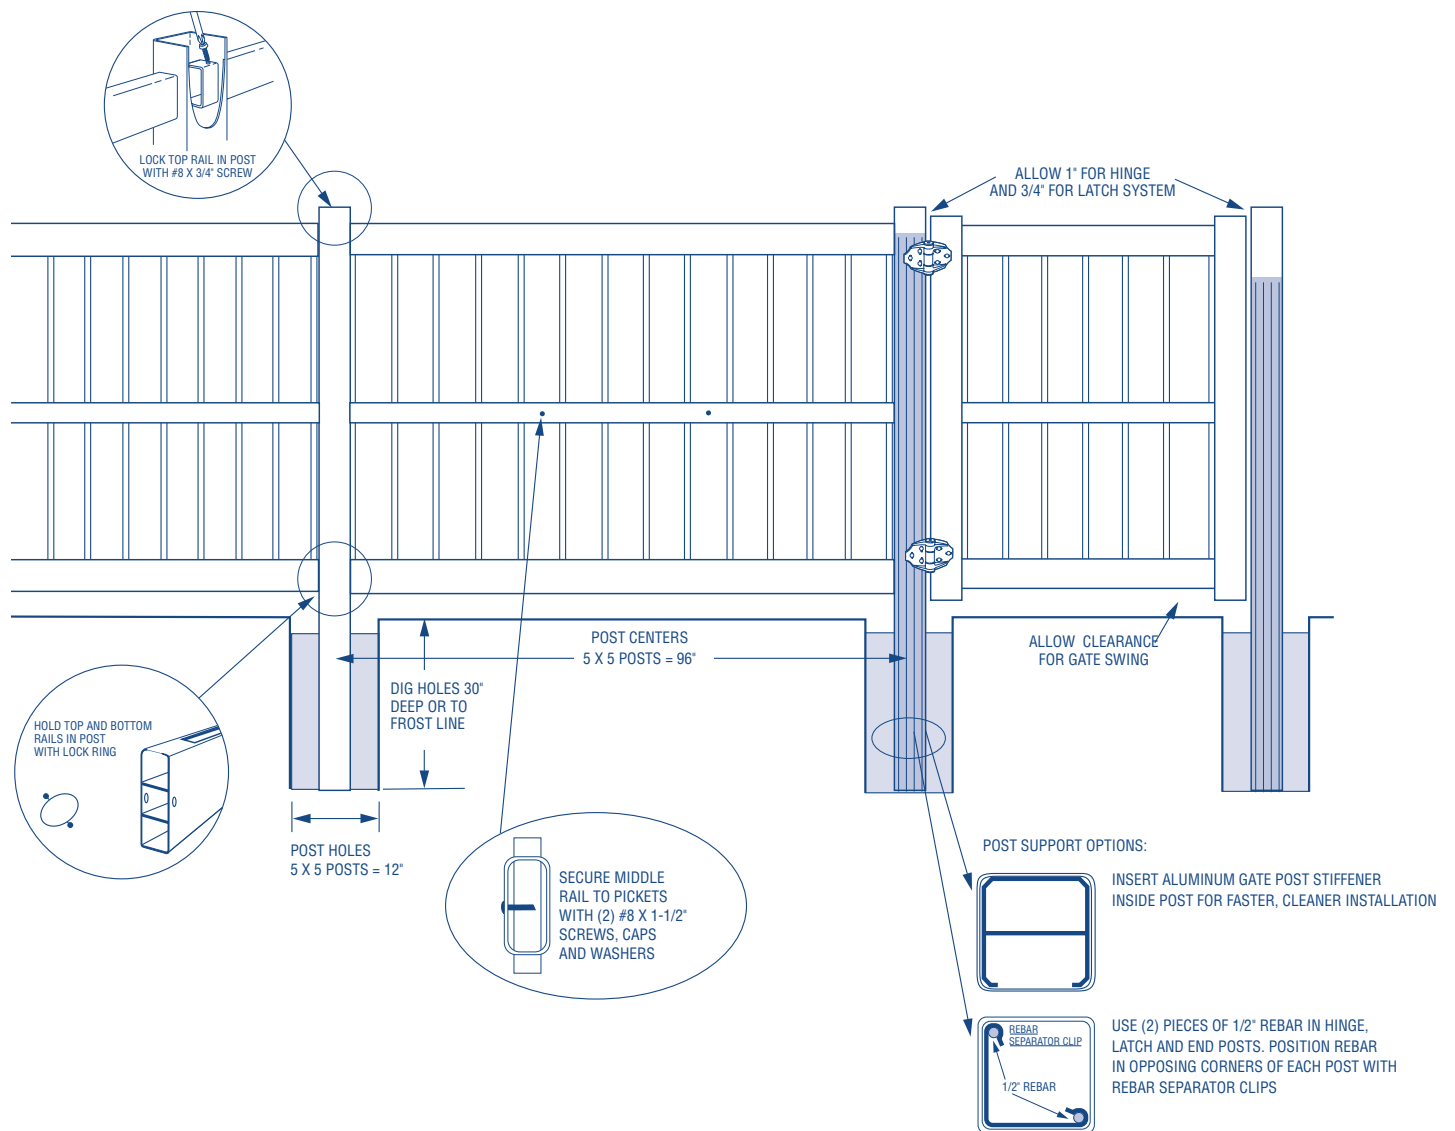 LOCK TOP RAIL IN POST
WITH #8 X 3/4" SCREW
ALLOW 1" FOR HINGE
AND 3/4" FOR LATCH SYSTEM
POST CENTERS
5 X 5 POSTS = 96"
ALLOW CLEARANCE
FOR GATE SWING
DIG HOLES 30"
DEEP OR TO
FROST LINE
HOLD TOP AND BOTTOM
RAILS IN POST
WITH LOCK RING
POST HOLES
5 X 5 POSTS = 12"
SECURE MIDDLE
RAIL TO PICKETS
WITH (2) #8 X 1-1/2"
SCREWS, CAPS
AND WASHERS
POST SUPPORT OPTIONS:
INSERT ALUMINUM GATE POST STIFFENER
INSIDE POST FOR FASTER, CLEANER INSTALLATION
REBAR
SEPARATOR CLIP
1/2" REBAR
USE (2) PIECES OF 1/2" REBAR IN HINGE,
LATCH AND END POSTS. POSITION REBAR
IN OPPOSING CORNERS OF EACH POST WITH
REBAR SEPARATOR CLIPS